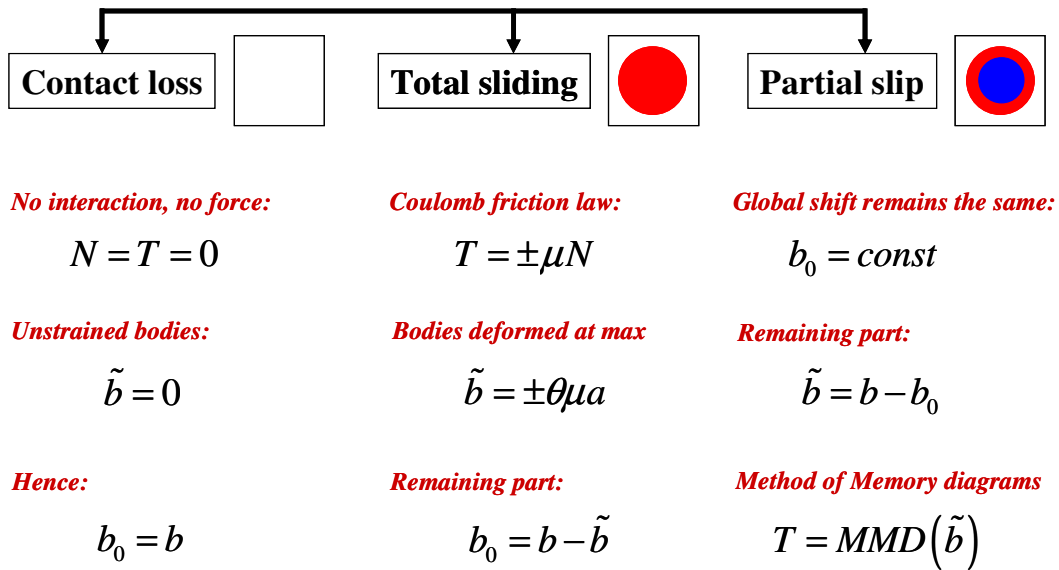 Contact loss
Total sliding
Partial slip
No interaction, no force:
N = T = 0
Unstrained bodies:
b̃ = 0
Hence:
b₀ = b
Coulomb friction law:
T = ±μN
Bodies deformed at max
b̃ = ±θμa
Remaining part:
b₀ = b – b̃
Global shift remains the same:
b₀ = const
Remaining part:
b̃ = b – b₀
Method of Memory diagrams
T = MMD(b̃)